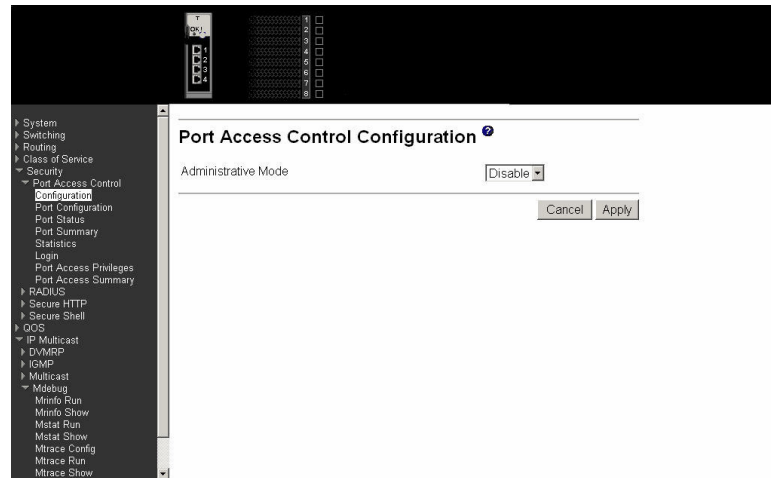 T
OK!
1
2
3
4
1
2
3
4
5
6
7
8
System
Switching
Routing
Class of Service
Security
Port Access Control
Configuration
Port Configuration
Port Status
Port Summary
Statistics
Login
Port Access Privileges
Port Access Summary
RADIUS
Secure HTTP
Secure Shell
QOS
IP Multicast
DVMRP
IGMP
Multicast
Mdebug
Mrinfo Run
Mrinfo Show
Mstat Run
Mstat Show
Mtrace Config
Mtrace Run
Mtrace Show
Port Access Control Configuration ?
Administrative Mode Disable
Cancel Apply